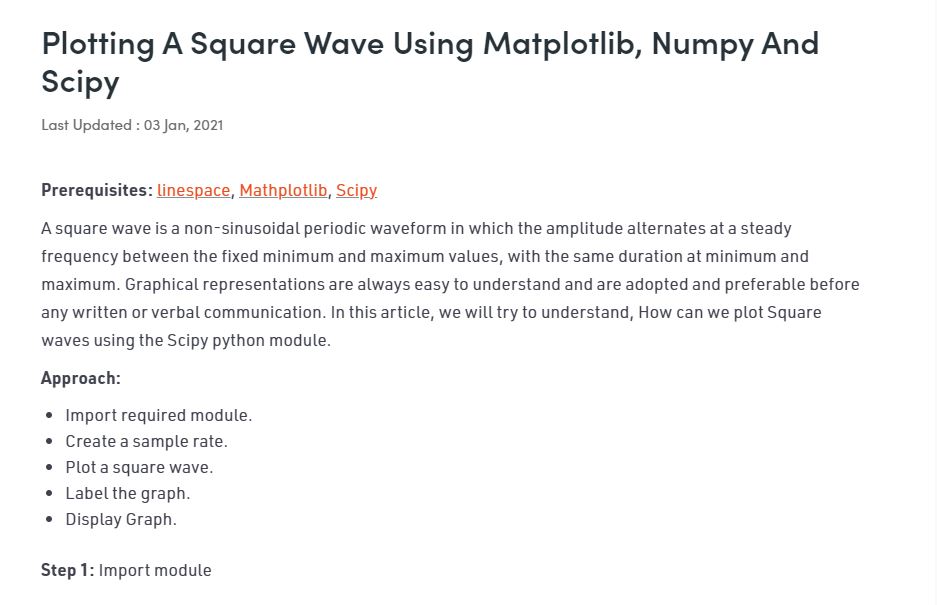 Plotting A Square Wave Using Matplotlib, Numpy And
Scipy
Last Updated : 03 Jan, 2021
Prerequisites: linespace, Mathplotlib, Scipy
A square wave is a non-sinusoidal periodic waveform in which the amplitude alternates at a steady
frequency between the fixed minimum and maximum values, with the same duration at minimum and
maximum. Graphical representations are always easy to understand and are adopted and preferable before
any written or verbal communication. In this article, we will try to understand, How can we plot Square
waves using the Scipy python module.
Approach:
• Import required module.
• Create a sample rate.
• Plot a square wave.
• Label the graph.
• Display Graph.
Step 1: Import module